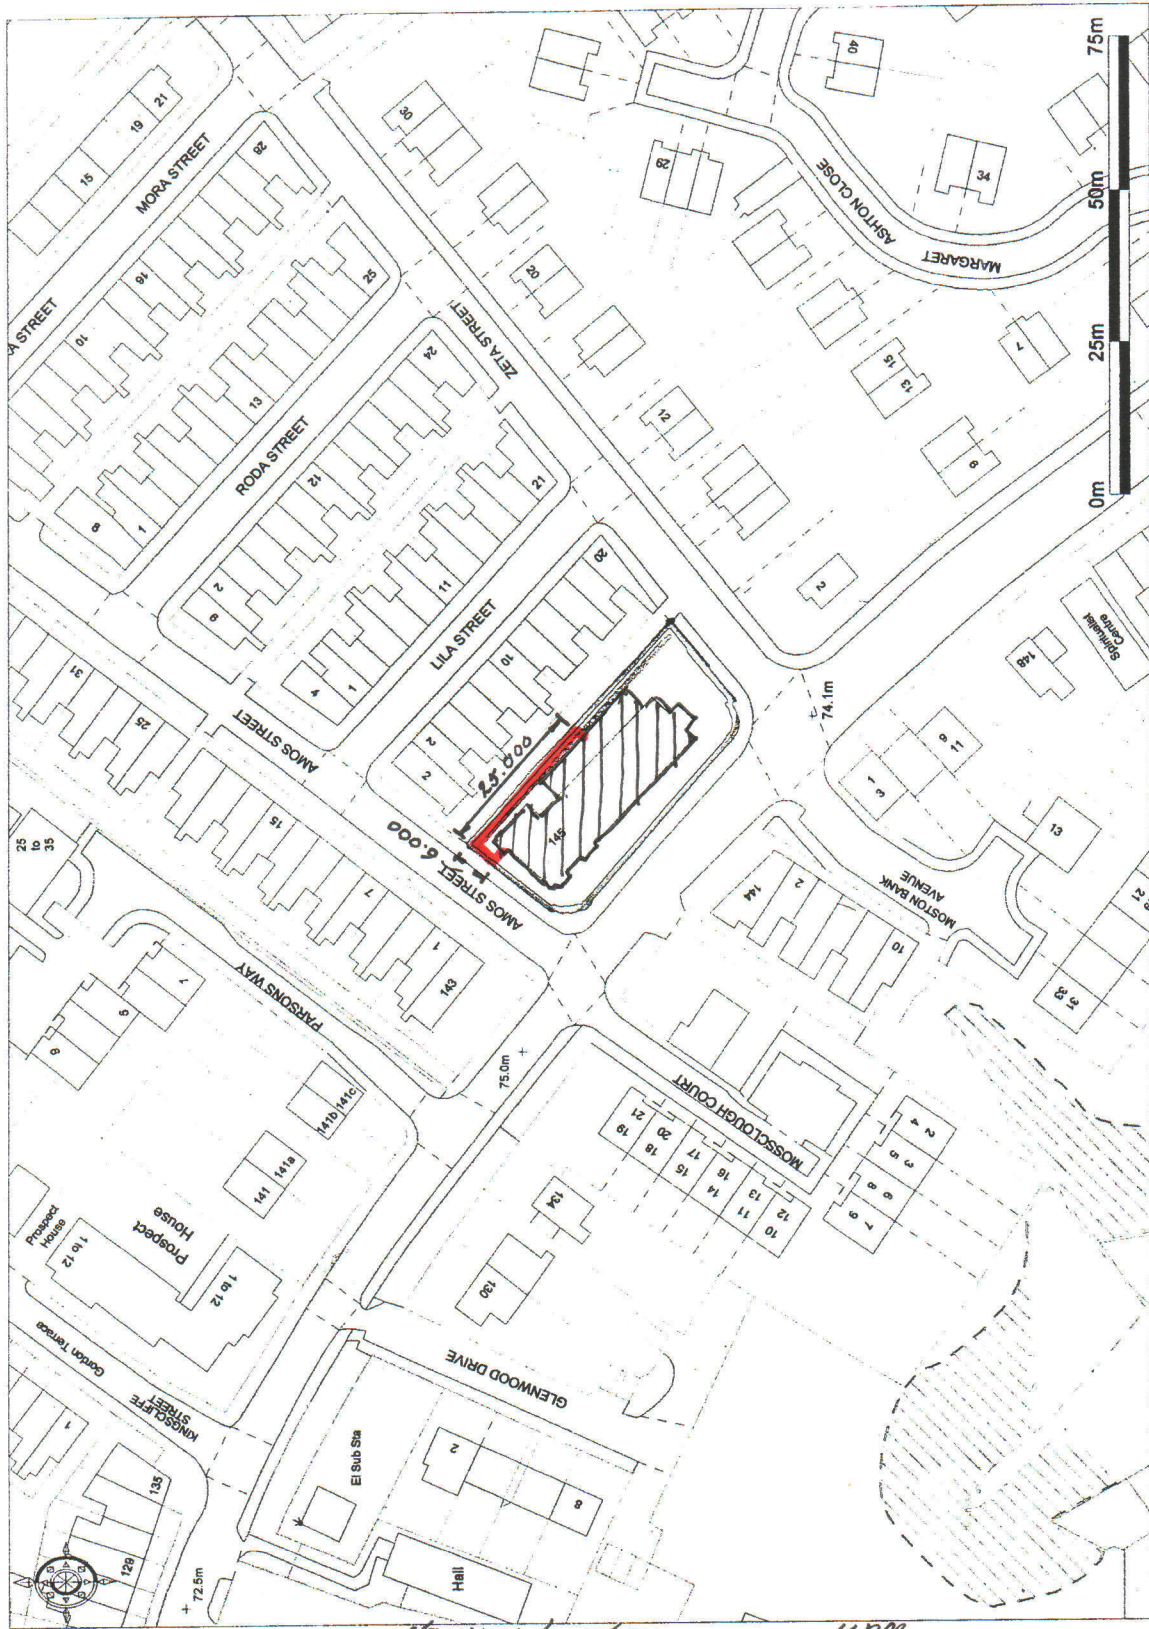 MORA STREET
A STREET
RODA STREET
LILA STREET
ZETA STREET
AMOS STREET
AMOS STREET
PARSONS WAY
MARGARET
ASHTON CLOSE
MOSTON BANK
AVENUE
MOSSCLOUGH COURT
GLENWOOD DRIVE
KINGSCLIFFE
STREET
Gordon Terrace
Prospect
House
Prospect
House
1 to 12
1 to 12
El Sub Sta
Hall
Spiritualist
Centre
25.000
6.000
145
0m
25m
50m
75m
72.5m
75.0m
74.1m
25
to
35
15
19
21
28
16
10
25
13
8
1
24
12
2
6
21
11
1
4
20
10
2
2
31
25
15
7
1
143
30
20
12
2
29
40
34
7
15
13
6
148
9
11
1
3
13
144
2
10
31
33
21
141
141a
141b
141c
134
130
21
19
20
18
17
15
16
14
13
11
12
10
2
4
3
5
6
8
7
9
2
8
1
135
129
7